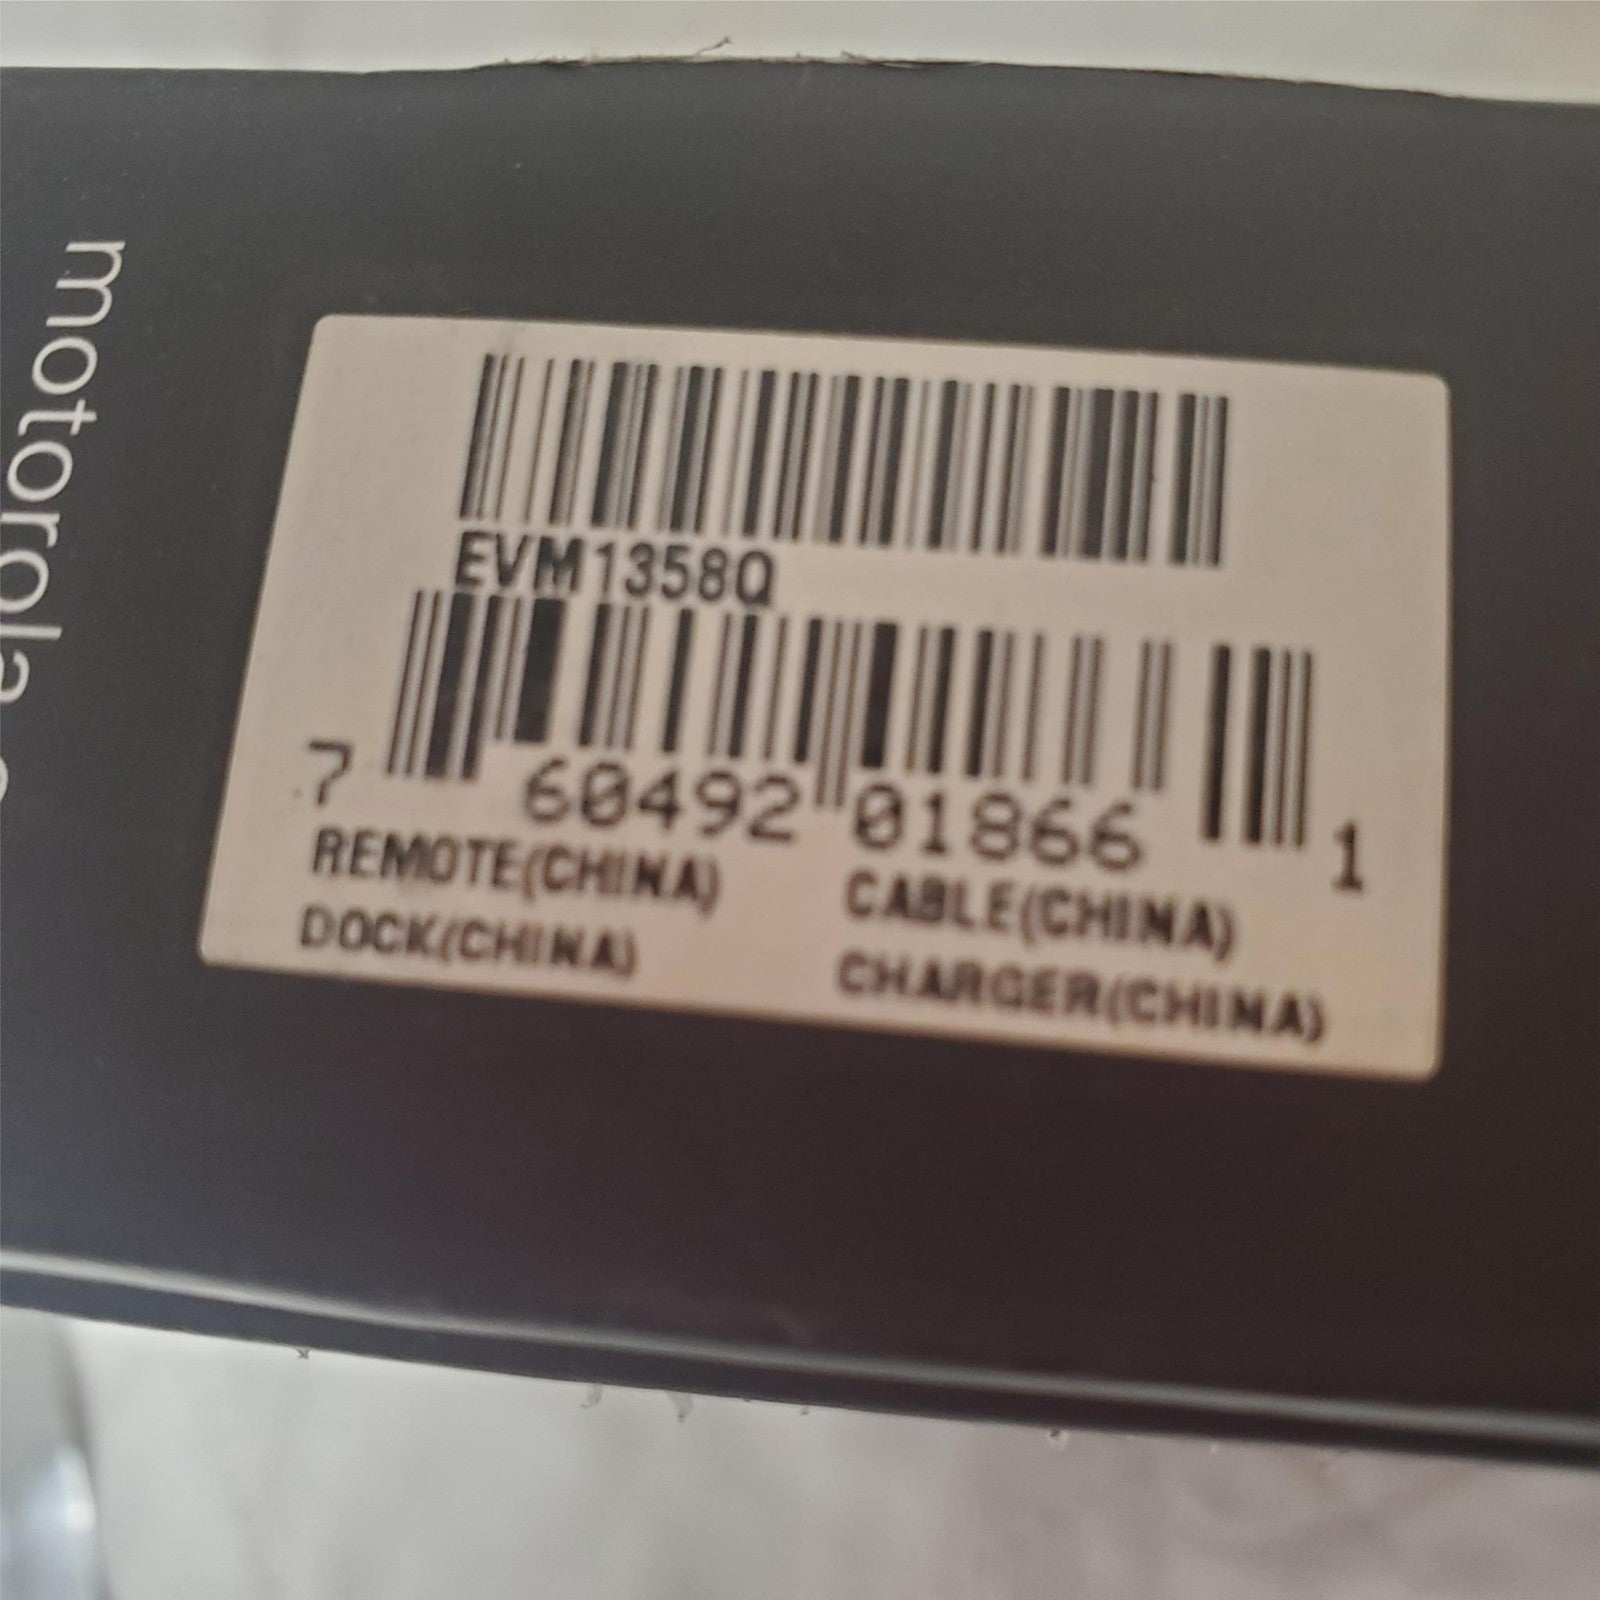 motorola
EVM1358Q
7 60492 01866 1
REMOTE(CHINA) CABLE(CHINA)
DOCK(CHINA) CHARGER(CHINA)